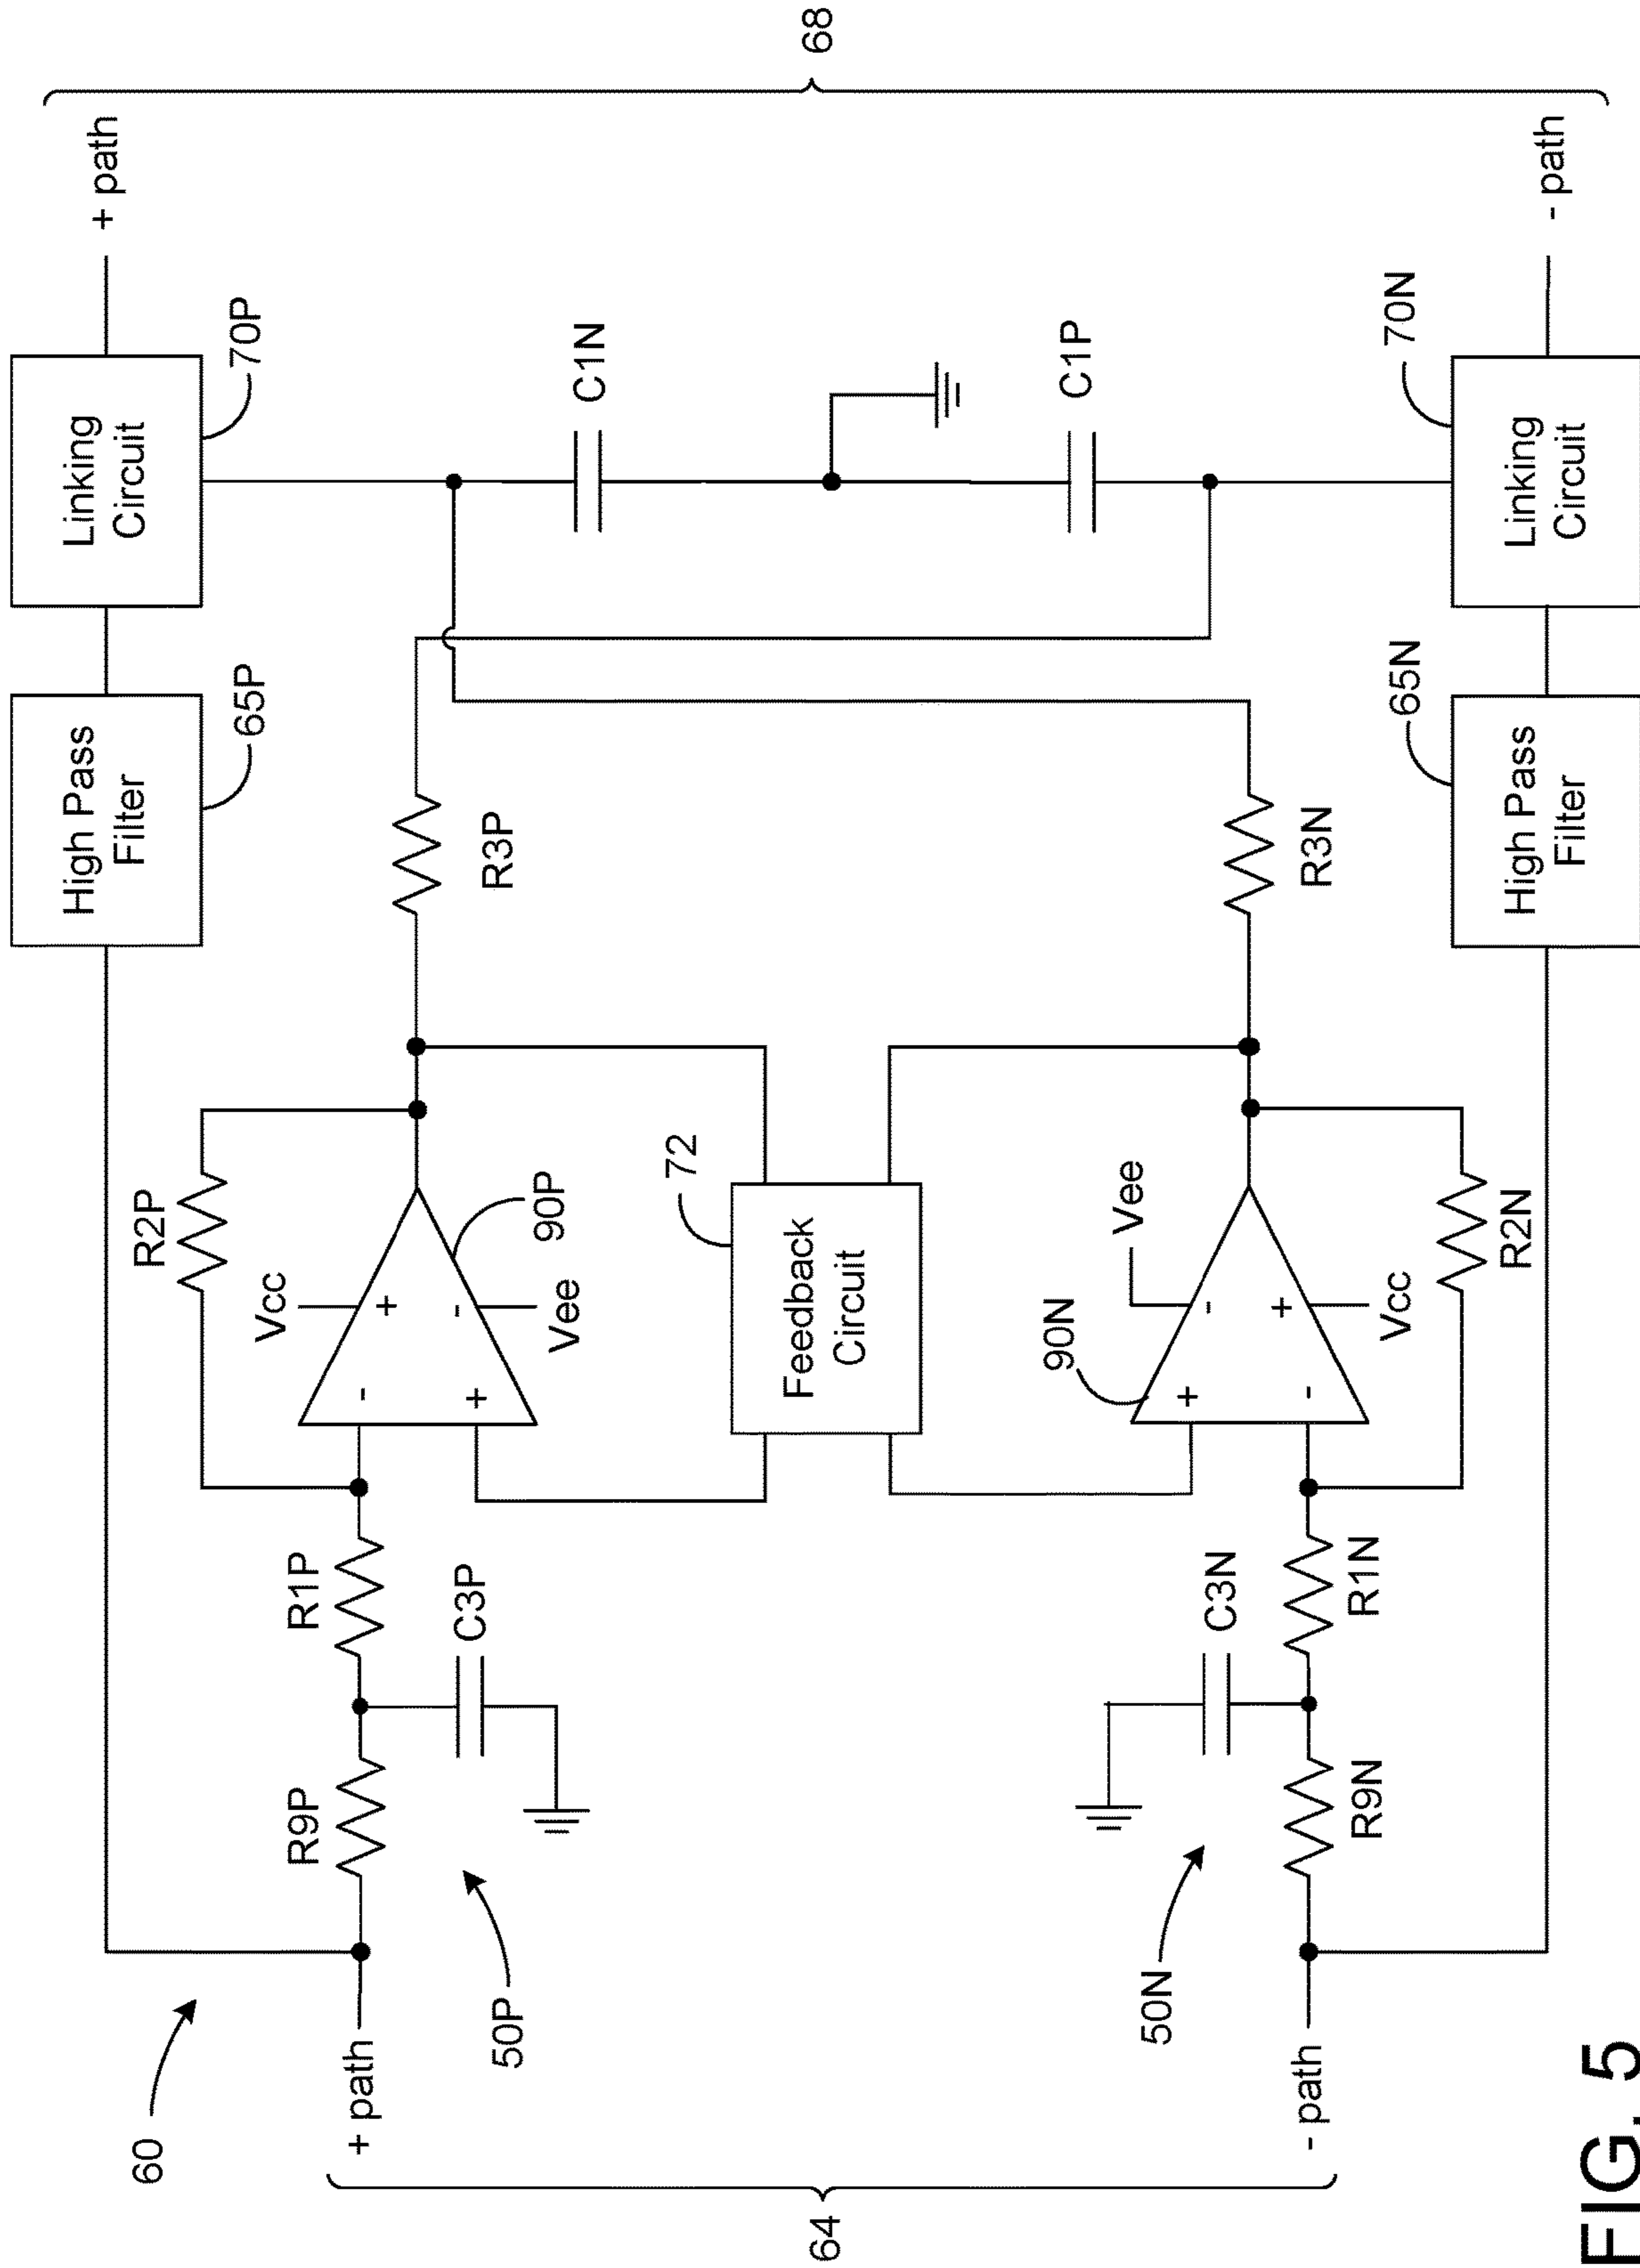 60
+ path
64
- path
50P
50N
R9P
C3P
R1P
R9N
C3N
R1N
R2P
Vcc
-
+
+
-
Vee
90P
72
Feedback
Circuit
90N
Vee
+
-
-
+
Vcc
R2N
R3P
R3N
High Pass
Filter
65P
High Pass
Filter
65N
Linking
Circuit
70P
C1N
C1P
Linking
Circuit
70N
+ path
- path
68
FIG. 5